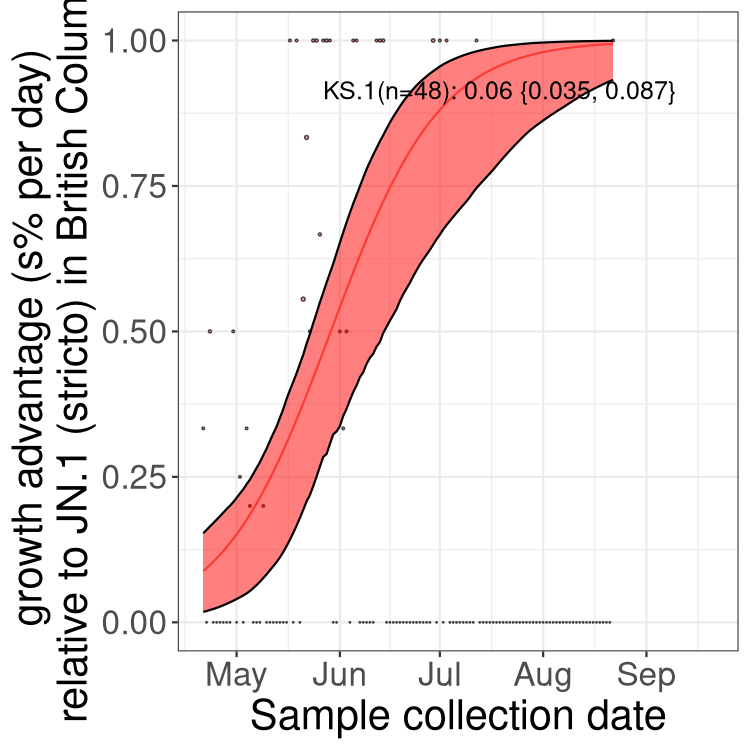 growth advantage (s% per day)
relative to JN.1 (stricto) in British Colum
1.00
0.75
0.50
0.25
0.00
KS.1(n=48): 0.06 {0.035, 0.087}
May Jun Jul Aug Sep
Sample collection date